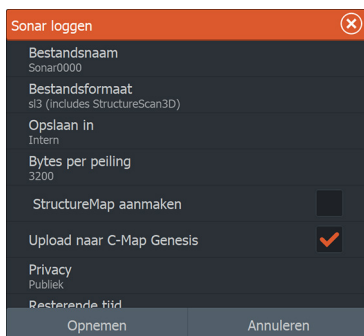 Sonar loggen
Bestandsnaam
Sonar0000
Bestandsformaat
sl3 (includes StructureScan3D)
Opslaan in
Intern
Bytes per peiling
3200
StructureMap aanmaken
Upload naar C-Map Genesis
Privacy
Publiek
Resterende tijd
Opnemen
Annuleren